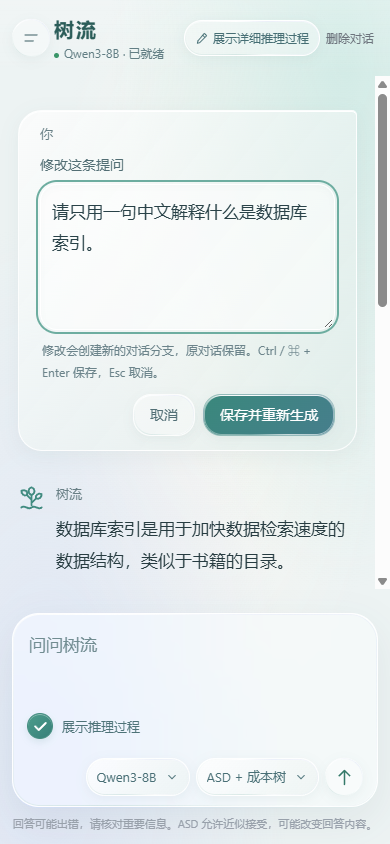 树流
Qwen3-8B · 已就绪
展示详细推理过程
删除对话
你
修改这条提问
请只用一句中文解释什么是数据库
索引。
修改会创建新的对话分支，原对话保留。Ctrl / ⌘ +
Enter 保存，Esc 取消。
取消
保存并重新生成
树流
数据库索引是用于加快数据检索速度的
数据结构，类似于书籍的目录。
问问树流
展示推理过程
Qwen3-8B
ASD + 成本树
回答可能出错，请核对重要信息。ASD 允许近似接受，可能改变回答内容。